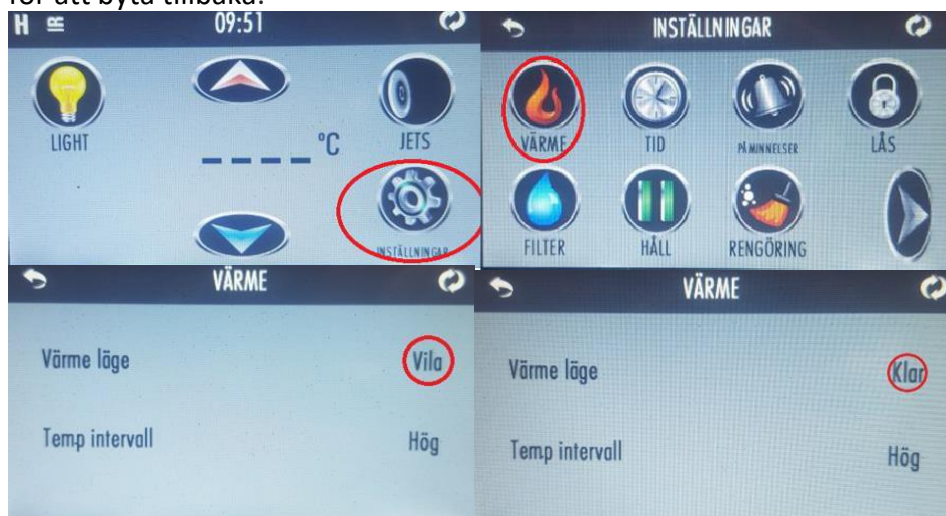 för att byta tillbaka.
H
09:51
LIGHT
°C
JETS
INSTÄLLNINGAR
INSTÄLLNINGAR
VÄRME
TID
PÅMINNELSER
LÅS
FILTER
HÅLL
RENGÖRING
VÄRME
Värme läge Vila
Temp intervall Hög
VÄRME
Värme läge Klar
Temp intervall Hög